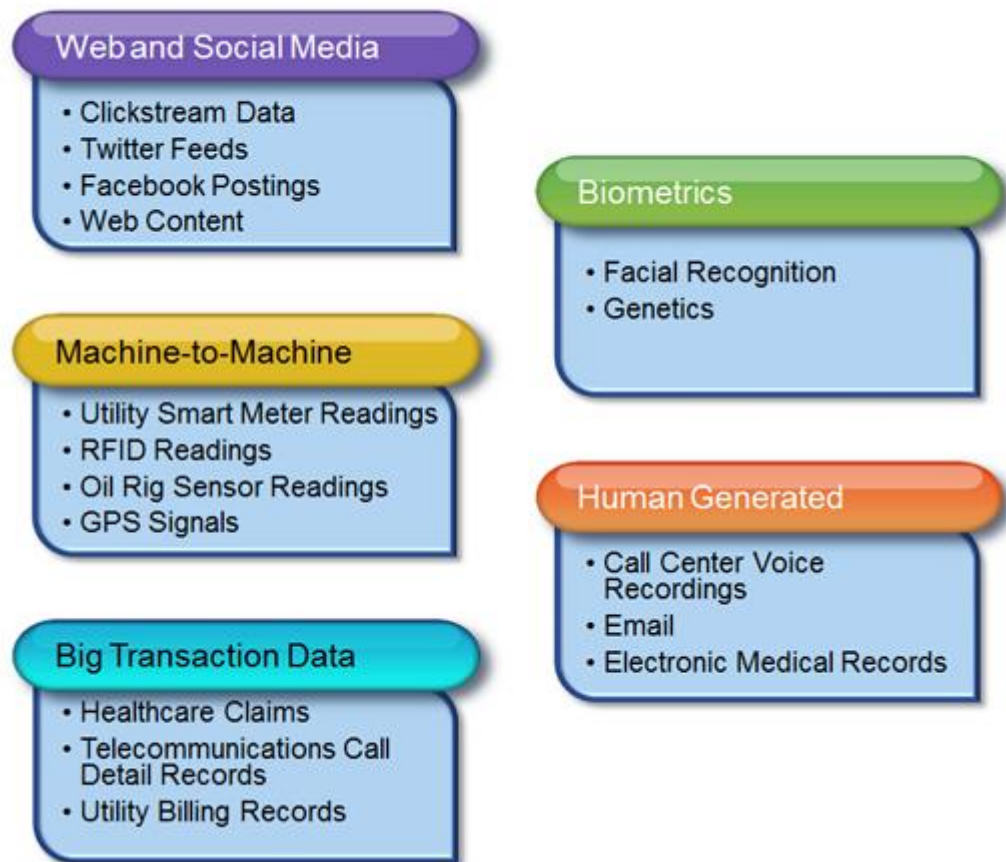 Web and Social Media
• Clickstream Data
• Twitter Feeds
• Facebook Postings
• Web Content
Machine-to-Machine
• Utility Smart Meter Readings
• RFID Readings
• Oil Rig Sensor Readings
• GPS Signals
Big Transaction Data
• Healthcare Claims
• Telecommunications Call
Detail Records
• Utility Billing Records
Biometrics
• Facial Recognition
• Genetics
Human Generated
• Call Center Voice
Recordings
• Email
• Electronic Medical Records